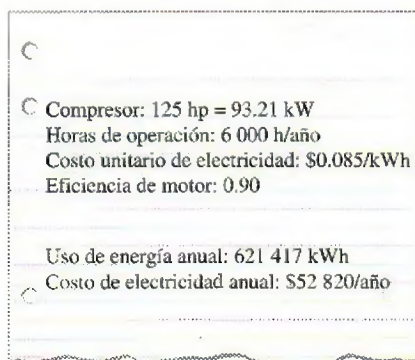 Compresor: 125 hp = 93.21 kW
Horas de operación: 6 000 h/año
Costo unitario de electricidad: $0.085/kWh
Eficiencia de motor: 0.90
Uso de energía anual: 621 417 kWh
Costo de electricidad anual: $52 820/año